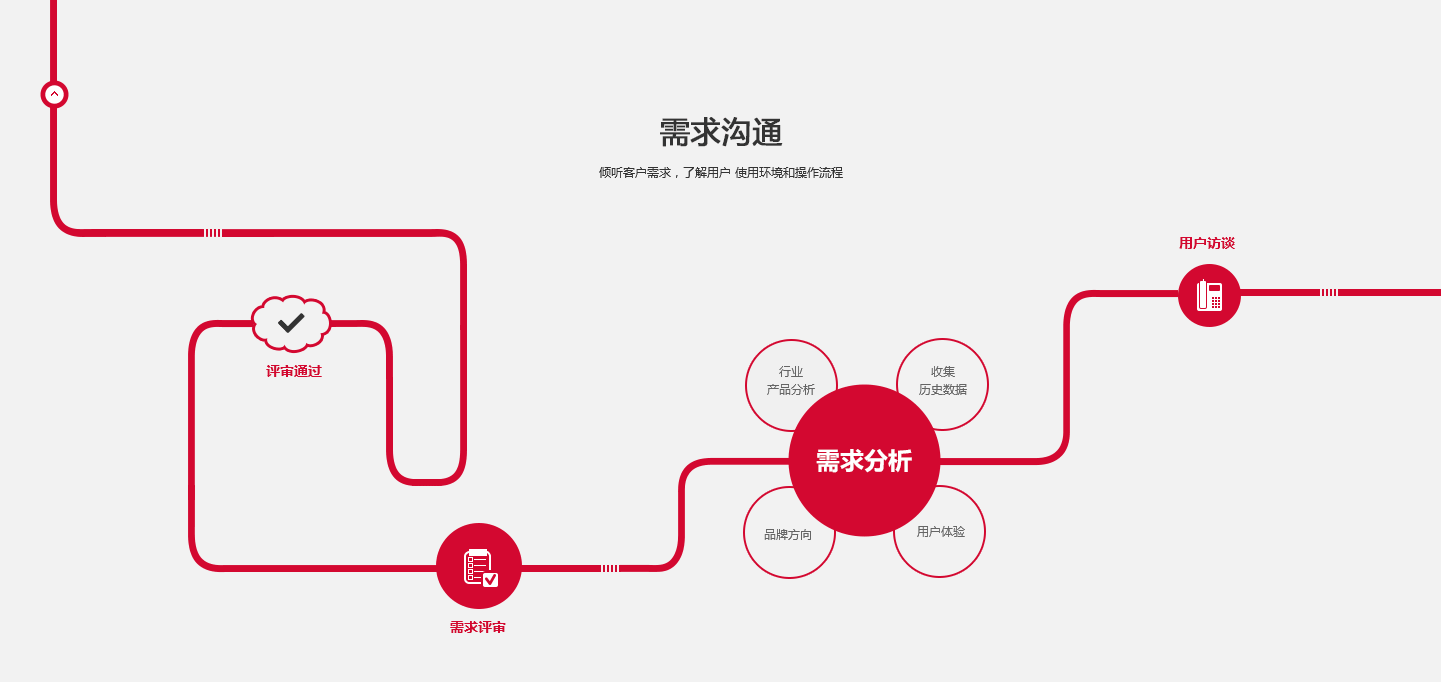 需求沟通
倾听客户需求，了解用户 使用环境和操作流程
用户访谈
评审通过
行业
产品分析
收集
历史数据
需求分析
品牌方向
用户体验
需求评审